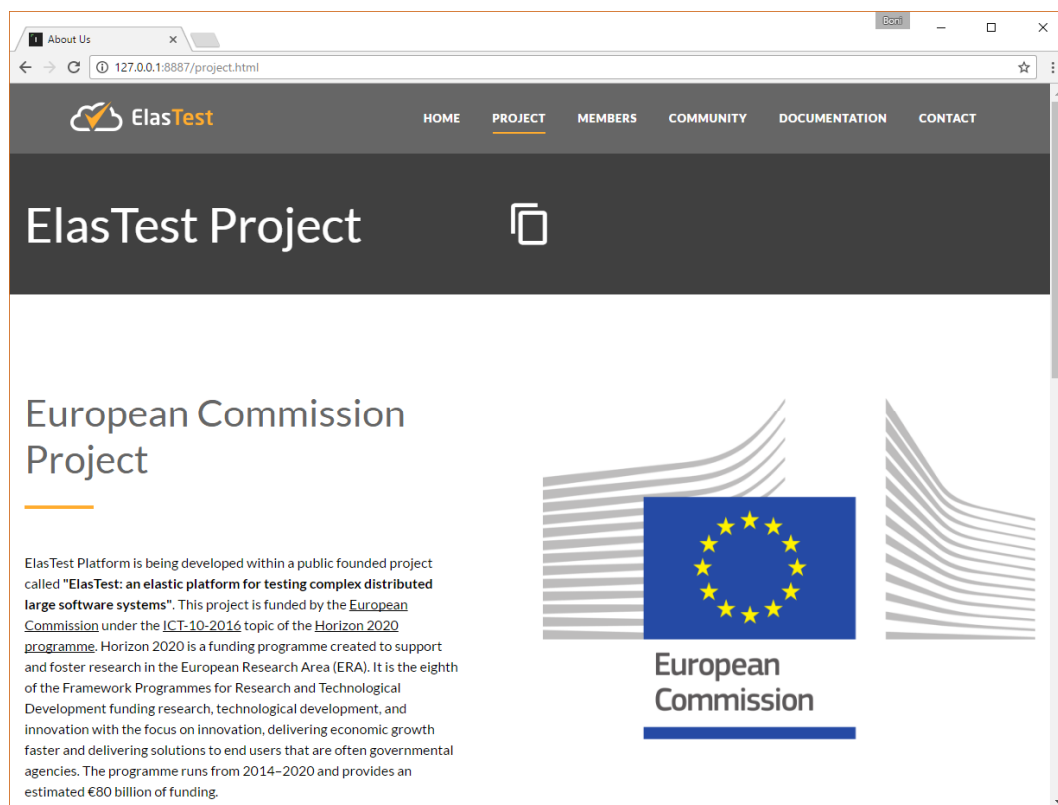 Boni
About Us
127.0.0.1:8887/project.html
ElasTest
HOME PROJECT MEMBERS COMMUNITY DOCUMENTATION CONTACT
ElasTest Project
European Commission
Project
ElasTest Platform is being developed within a public founded project
called "ElasTest: an elastic platform for testing complex distributed
large software systems". This project is funded by the European
Commission under the ICT-10-2016 topic of the Horizon 2020
programme. Horizon 2020 is a funding programme created to support
and foster research in the European Research Area (ERA). It is the eighth
of the Framework Programmes for Research and Technological
Development funding research, technological development, and
innovation with the focus on innovation, delivering economic growth
faster and delivering solutions to end users that are often governmental
agencies. The programme runs from 2014–2020 and provides an
estimated €80 billion of funding.
European
Commission